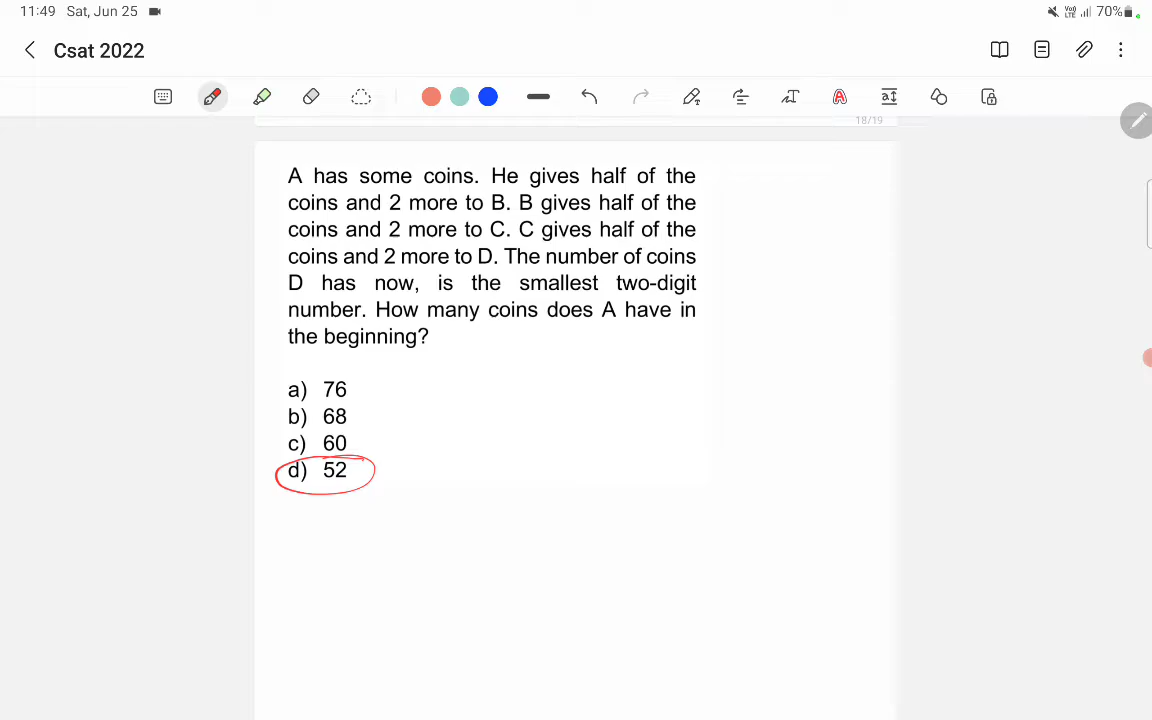 11:49 Sat, Jun 25 70%
Csat 2022
18/19
A has some coins. He gives half of the
coins and 2 more to B. B gives half of the
coins and 2 more to C. C gives half of the
coins and 2 more to D. The number of coins
D has now, is the smallest two-digit
number. How many coins does A have in
the beginning?
a) 76
b) 68
c) 60
d) 52